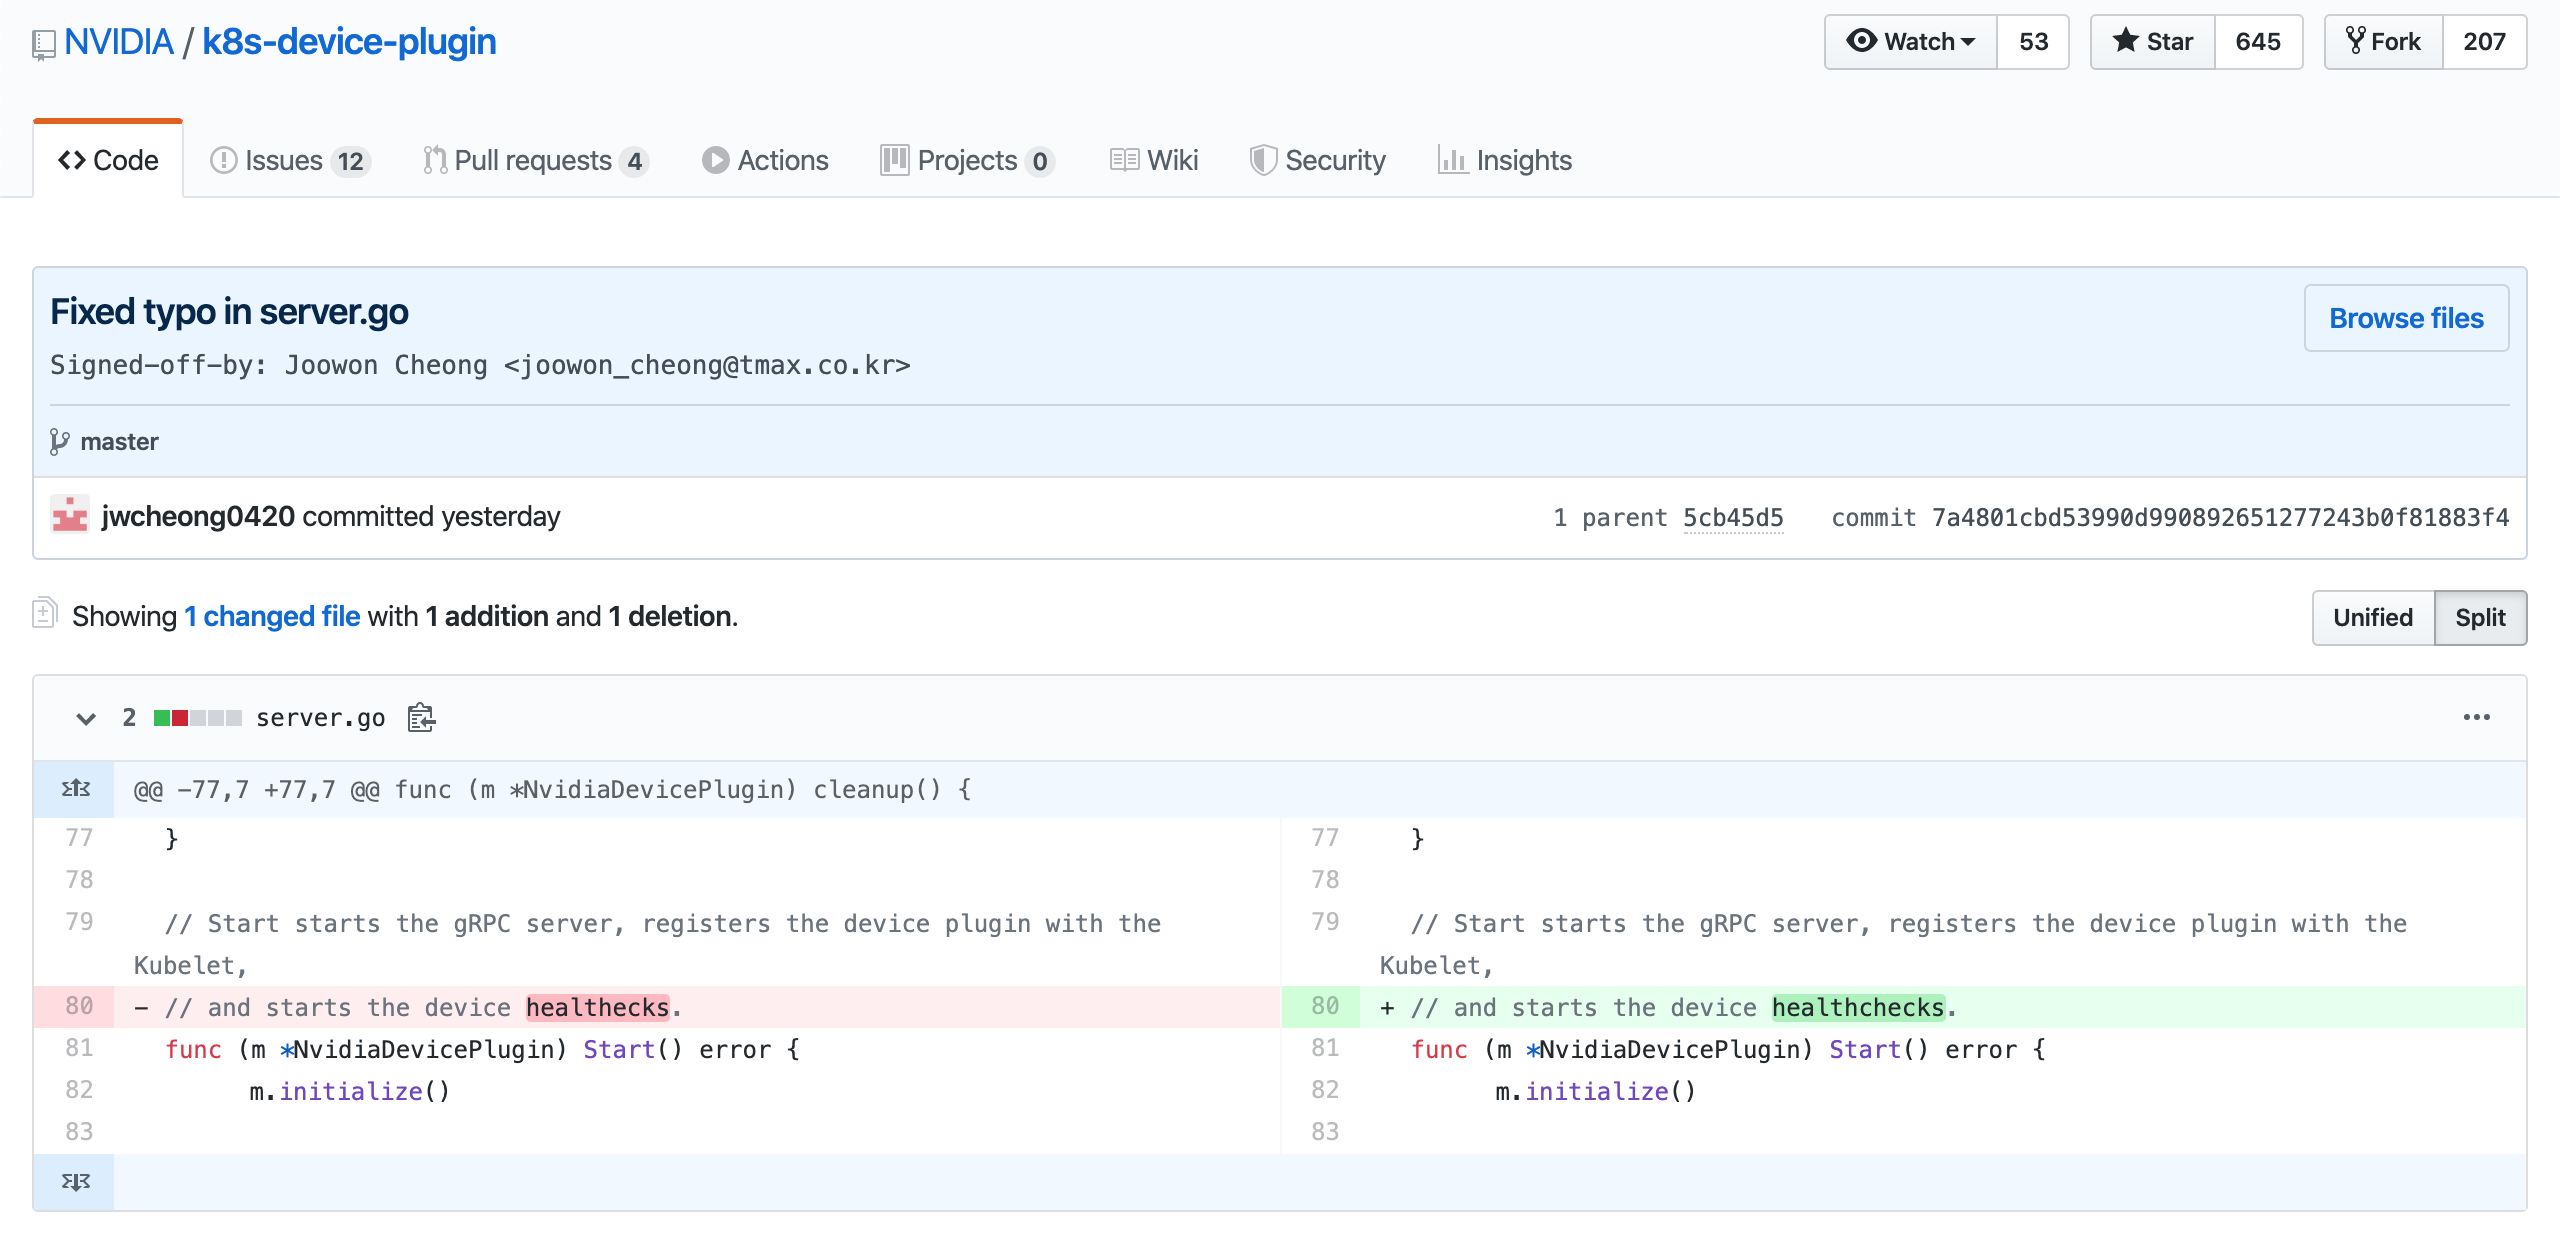 NVIDIA / k8s-device-plugin
Watch 53 Star 645 Fork 207
Code Issues 12 Pull requests 4 Actions Projects 0 Wiki Security Insights
Fixed typo in server.go
Browse files
Signed-off-by: Joowon Cheong <joowon_cheong@tmax.co.kr>
master
jwcheong0420 committed yesterday 1 parent 5cb45d5 commit 7a4801cbd53990d990892651277243b0f81883f4
Showing 1 changed file with 1 addition and 1 deletion.
Unified Split
2 server.go
@@ -77,7 +77,7 @@ func (m *NvidiaDevicePlugin) cleanup() {
77 }
78
79 // Start starts the gRPC server, registers the device plugin with the
Kubelet,
80 - // and starts the device healthecks.
81 func (m *NvidiaDevicePlugin) Start() error {
82 m.initialize()
83
77 }
78
79 // Start starts the gRPC server, registers the device plugin with the
Kubelet,
80 + // and starts the device healthchecks.
81 func (m *NvidiaDevicePlugin) Start() error {
82 m.initialize()
83